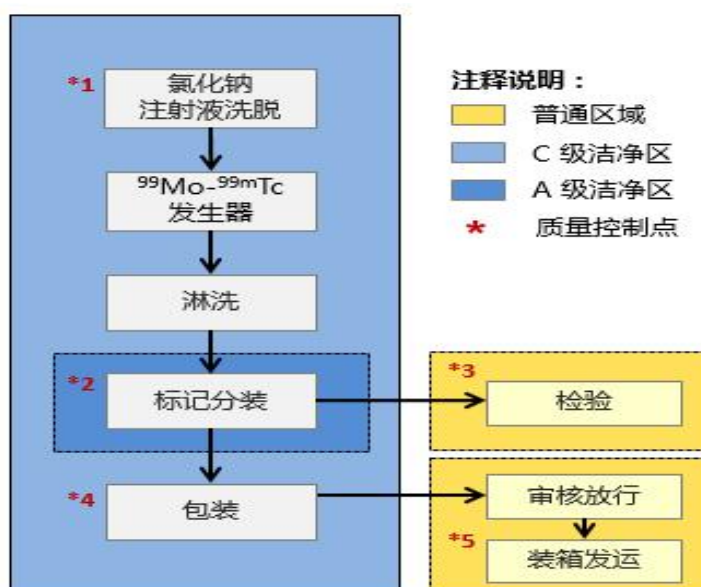 *1
氯化钠
注射液洗脱
99Mo-99mTc
发生器
淋洗
*2
标记分装
*4
包装
注释说明：
普通区域
C 级洁净区
A 级洁净区
* 质量控制点
*3
检验
审核放行
*5
装箱发运